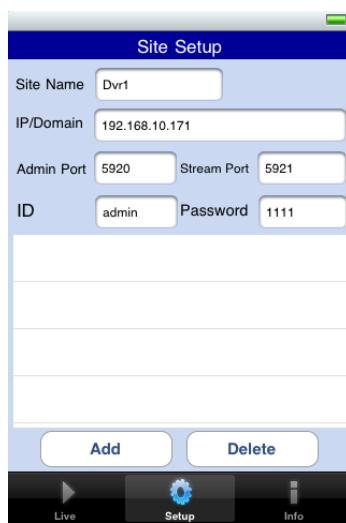 Site Setup
Site Name Dvr1
IP/Domain 192.168.10.171
Admin Port 5920 Stream Port 5921
ID admin Password 1111
Add Delete
Live Setup Info